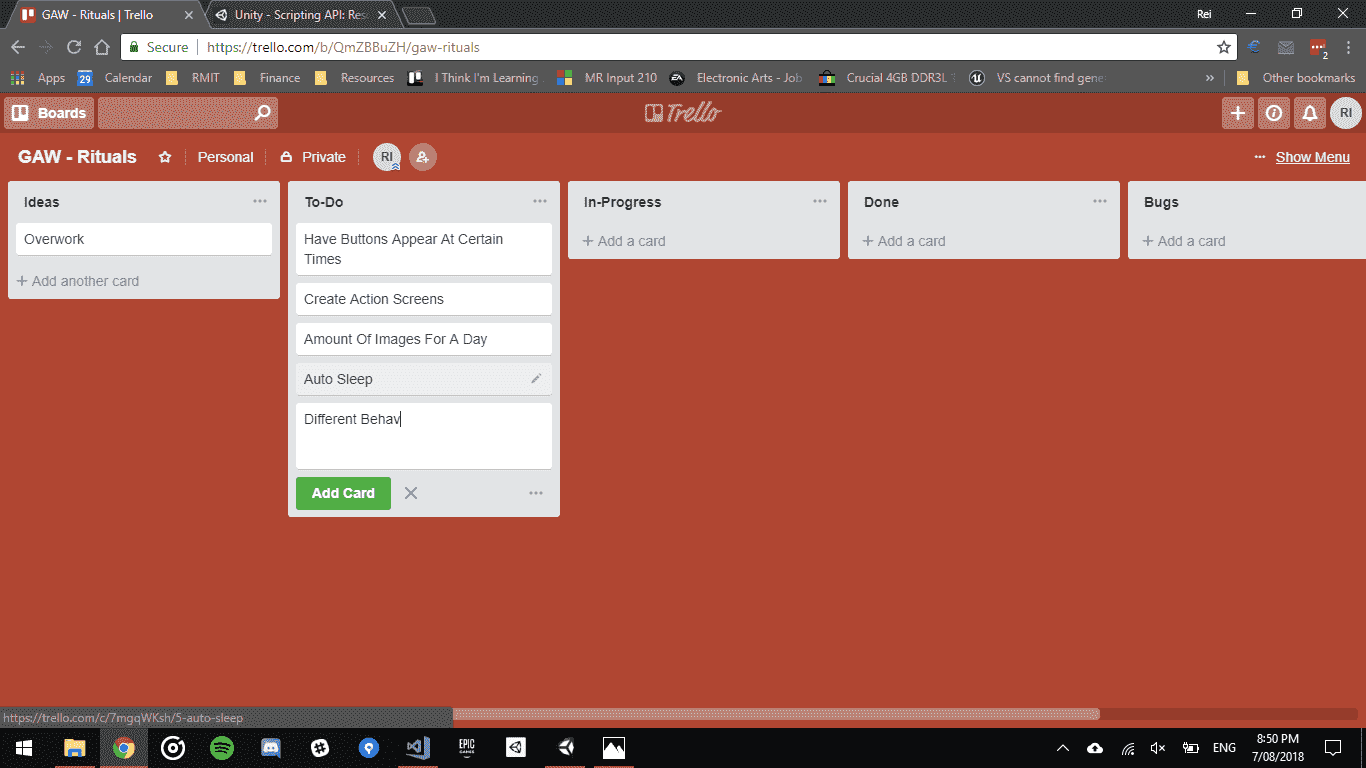 GAW - Rituals | Trello
Unity - Scripting API: Res
Rei
Secure
https://trello.com/b/QmZBBuZH/gaw-rituals
2
Apps
29
Calendar
RMIT
Finance
Resources
I Think I'm Learning
MR Input 210
EA
Electronic Arts - Job
Crucial 4GB DDR3L
VS cannot find gene
Other bookmarks
Boards
Trello
RI
GAW - Rituals
Personal
Private
RI
Show Menu
Ideas
Overwork
+ Add another card
To-Do
Have Buttons Appear At Certain
Times
Create Action Screens
Amount Of Images For A Day
Auto Sleep
Different Behav
Add Card
In-Progress
+ Add a card
Done
+ Add a card
Bugs
+ Add a card
https://trello.com/c/7mgqWKsh/5-auto-sleep
EPIC
GAMES
ENG
8:50 PM
7/08/2018